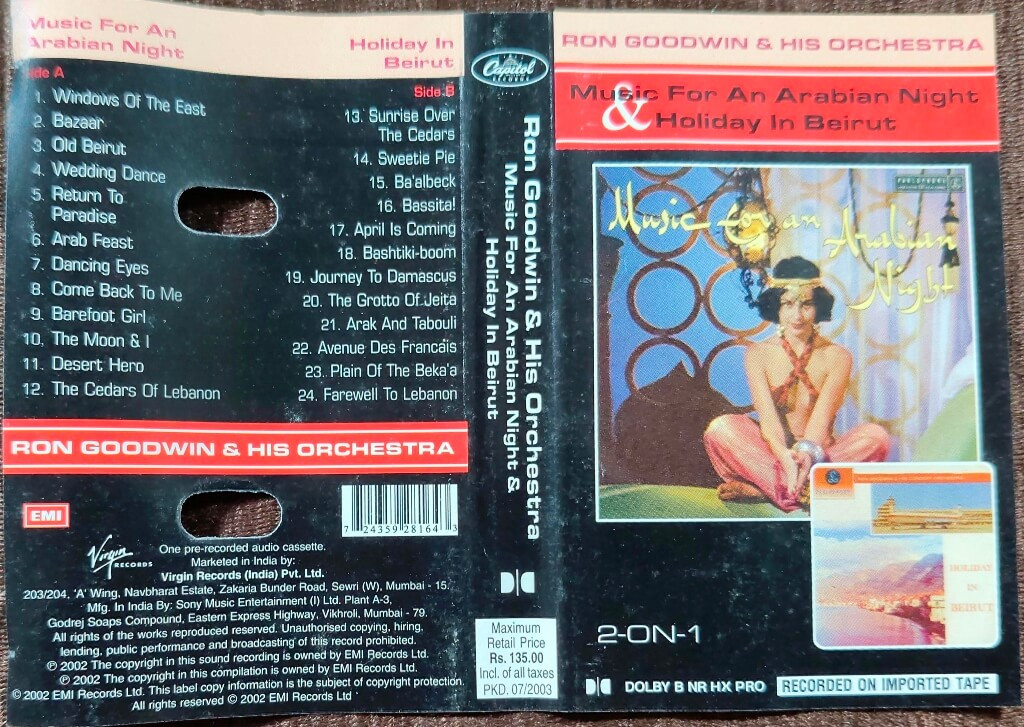 Music For An
Arabian Night
Holiday In
Beirut
Side A
1. Windows Of The East
2. Bazaar
3. Old Beirut
4. Wedding Dance
5. Return To
Paradise
6. Arab Feast
7. Dancing Eyes
8. Come Back To Me
9. Barefoot Girl
10. The Moon & I
11. Desert Hero
12. The Cedars Of Lebanon
Side B
13. Sunrise Over
The Cedars
14. Sweetie Pie
15. Ba'albeck
16. Bassita!
17. April Is Coming
18. Bashtiki-boom
19. Journey To Damascus
20. The Grotto Of Jeita
21. Arak And Tabouli
22. Avenue Des Francais
23. Plain Of The Beka'a
24. Farewell To Lebanon
RON GOODWIN & HIS ORCHESTRA
EMI
7 24359 28164 3
Virgin
RECORDS
One pre-recorded audio cassette.
Marketed in India by:
Virgin Records (India) Pvt. Ltd.
203/204, 'A' Wing, Navbharat Estate, Zakaria Bunder Road, Sewri (W), Mumbai - 15.
Mfg. In India By: Sony Music Entertainment (I) Ltd. Plant A-3,
Godrej Soaps Compound, Eastern Express Highway, Vikhroli, Mumbai - 79.
All rights of the works reproduced reserved. Unauthorised copying, hiring,
lending, public performance and broadcasting of this record prohibited.
℗ 2002 The copyright in this sound recording is owned by EMI Records Ltd.
℗ 2002 The copyright in this compilation is owned by EMI Records Ltd.
© 2002 EMI Records Ltd. This label copy information is the subject of copyright protection.
All rights reserved © 2002 EMI Records Ltd
Capitol
RECORDS
Ron Goodwin & His Orchestra
Music For An Arabian Night &
Holiday In Beirut
Maximum
Retail Price
Rs. 135.00
Incl. of all taxes
PKD. 07/2003
RON GOODWIN & HIS ORCHESTRA
Music For An Arabian Night
& Holiday In Beirut
PARLOPHONE
Music for an Arabian
Night
HOLIDAY
IN
BEIRUT
2-ON-1
DOLBY B NR HX PRO
RECORDED ON IMPORTED TAPE